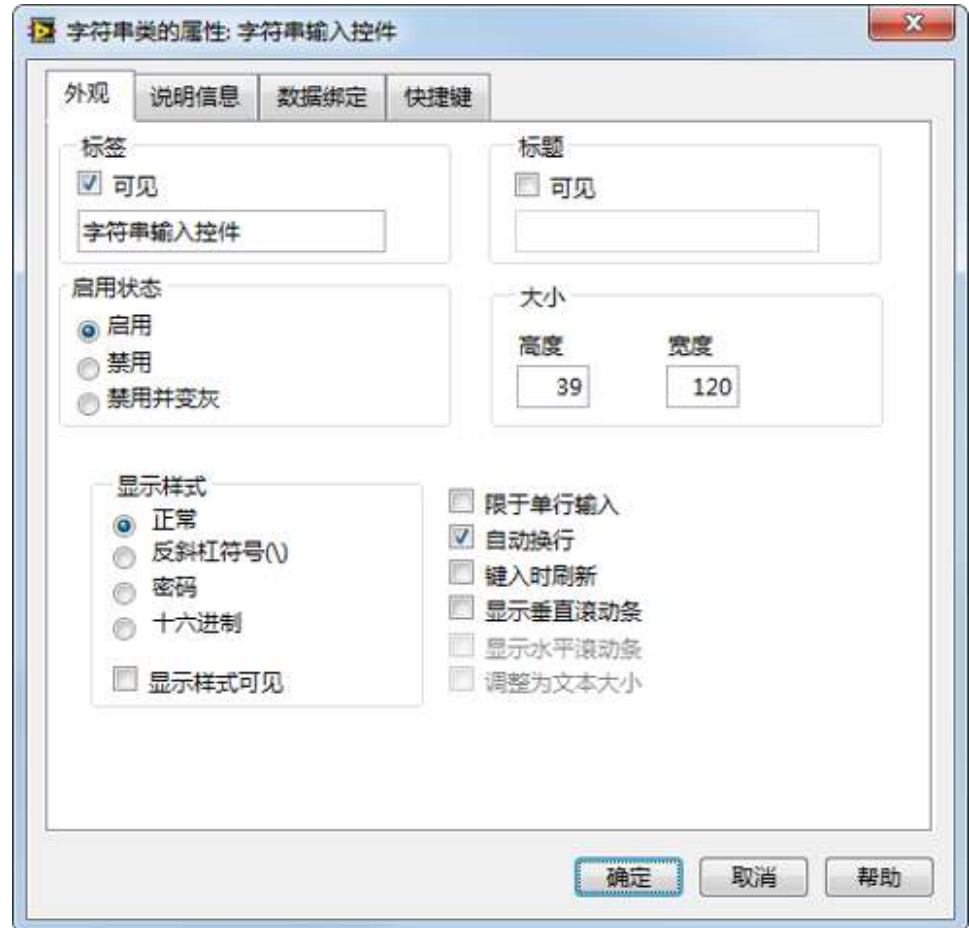 字符串类的属性: 字符串输入控件
外观 说明信息 数据绑定 快捷键
标签
可见
字符串输入控件
标题
可见
启用状态
启用
禁用
禁用并变灰
大小
高度 宽度
39 120
显示样式
正常
反斜杠符号(\)
密码
十六进制
显示样式可见
限于单行输入
自动换行
键入时刷新
显示垂直滚动条
显示水平滚动条
调整为文本大小
确定 取消 帮助